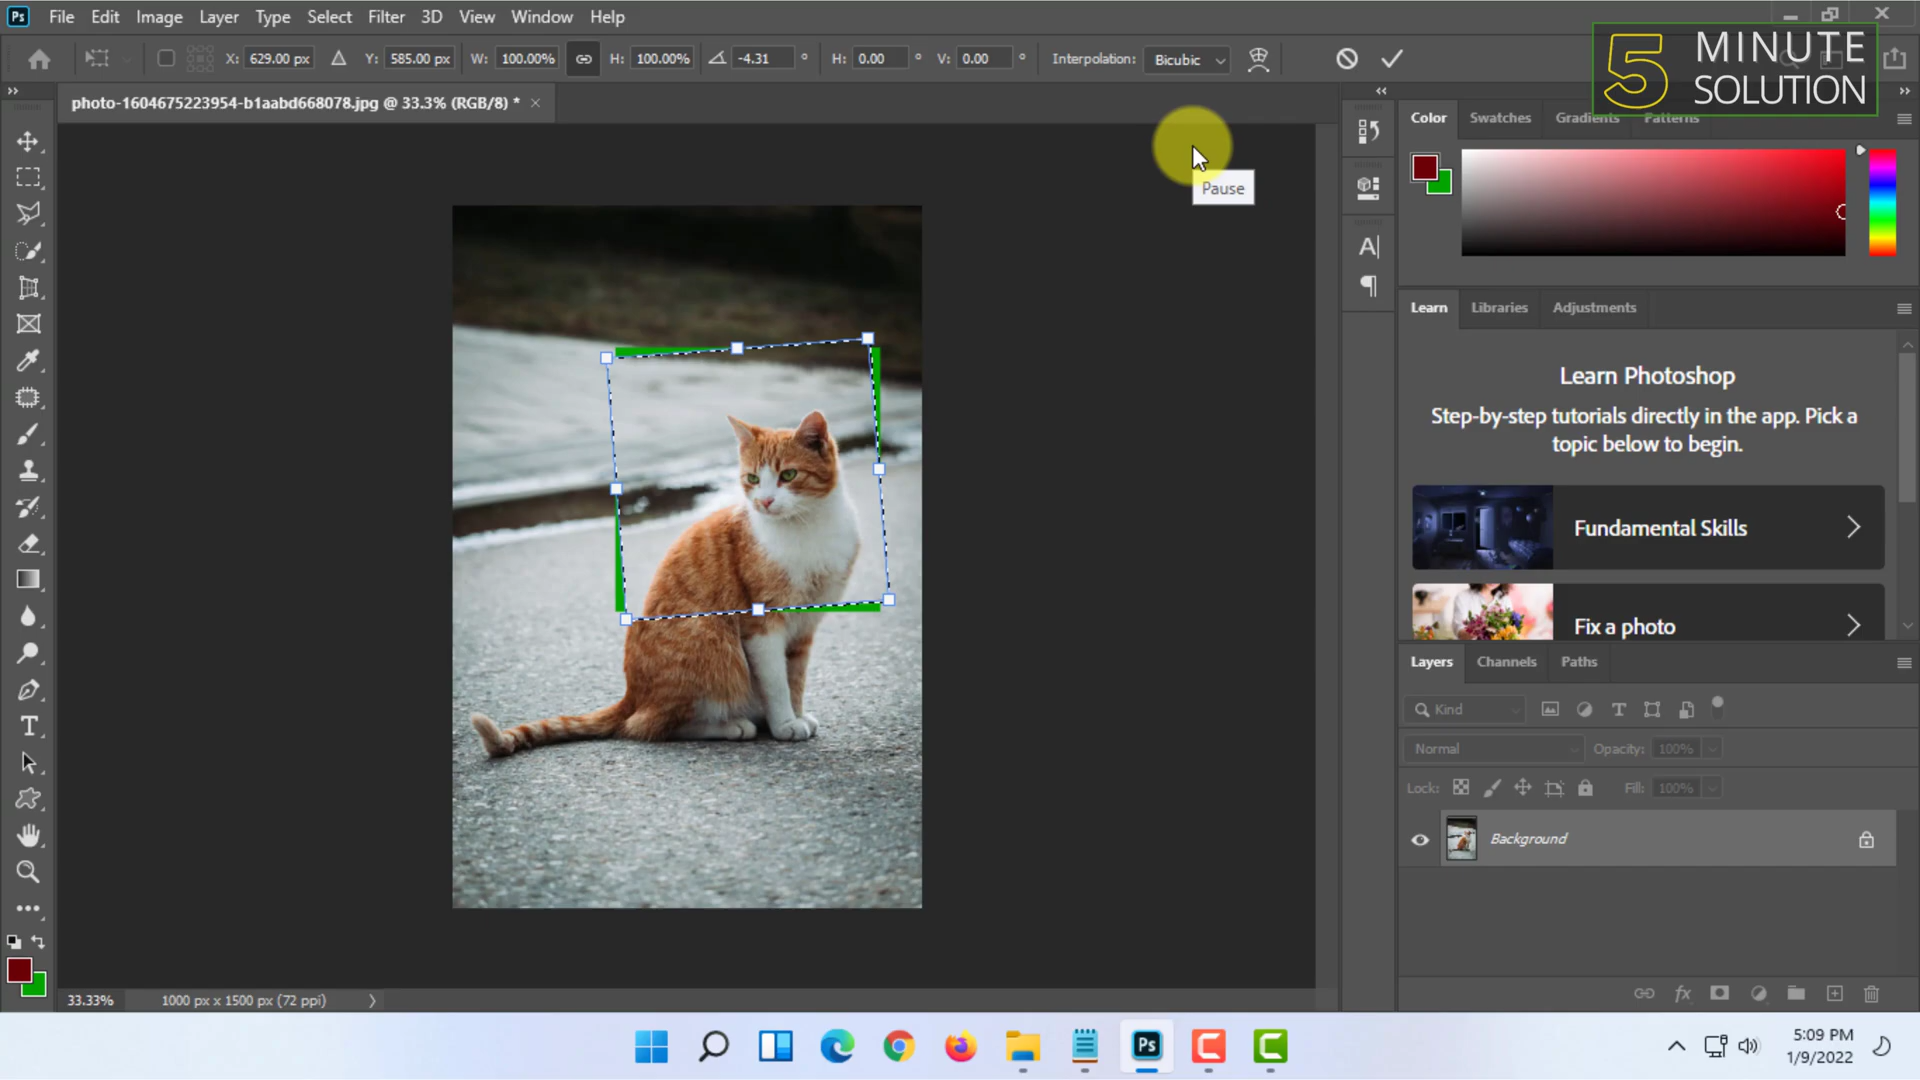 Ps File Edit Image Layer Type Select Filter 3D View Window Help
X: 629.00 px Y: 585.00 px W: 100.00% H: 100.00% -4.31 ° H: 0.00 ° V: 0.00 ° Interpolation: Bicubic
5 MINUTE SOLUTION
photo-1604675223954-b1aabd668078.jpg @ 33.3% (RGB/8) *
Color Swatches Gradients Patterns
Pause
Learn Libraries Adjustments
Learn Photoshop
Step-by-step tutorials directly in the app. Pick a
topic below to begin.
Fundamental Skills
Fix a photo
Layers Channels Paths
Kind
Normal Opacity: 100%
Lock: Fill: 100%
Background
33.33% 1000 px x 1500 px (72 ppi)
Ps
5:09 PM
1/9/2022